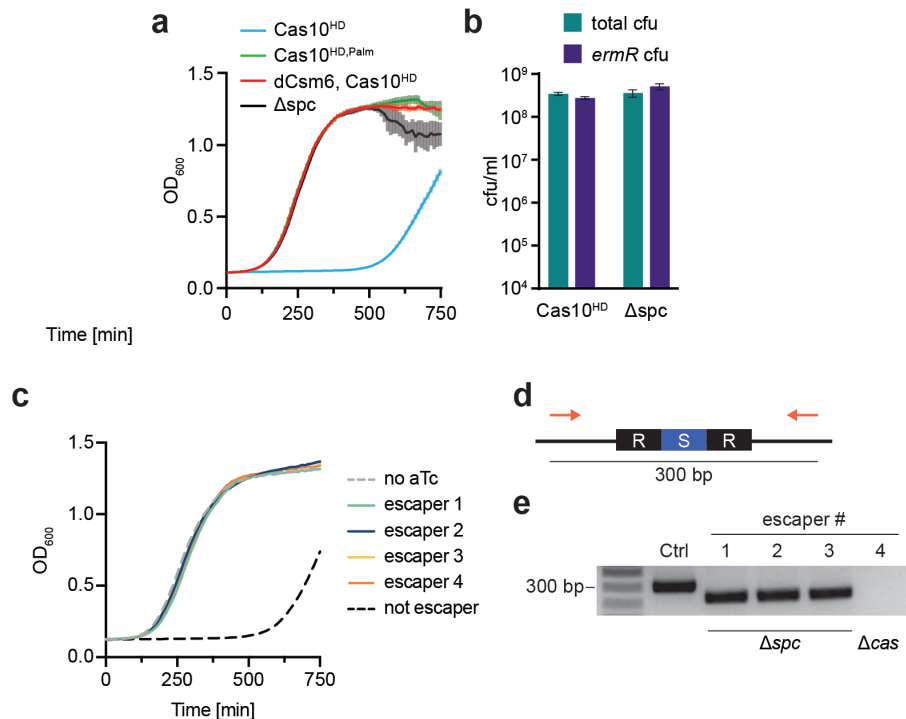 a
Cas10HD
Cas10HD,Palm
dCsm6, Cas10HD
Δspc
1.5
1.0
0.5
0.0
OD600
0 250 500 750
Time [min]
b
total cfu
ermR cfu
10^9
10^8
10^7
10^6
10^5
10^4
cfu/ml
Cas10HD Δspc
c
1.5
1.0
0.5
0.0
OD600
0 250 500 750
Time [min]
no aTc
escaper 1
escaper 2
escaper 3
escaper 4
not escaper
d
R S R
300 bp
e
escaper #
Ctrl 1 2 3 4
300 bp
Δspc Δcas